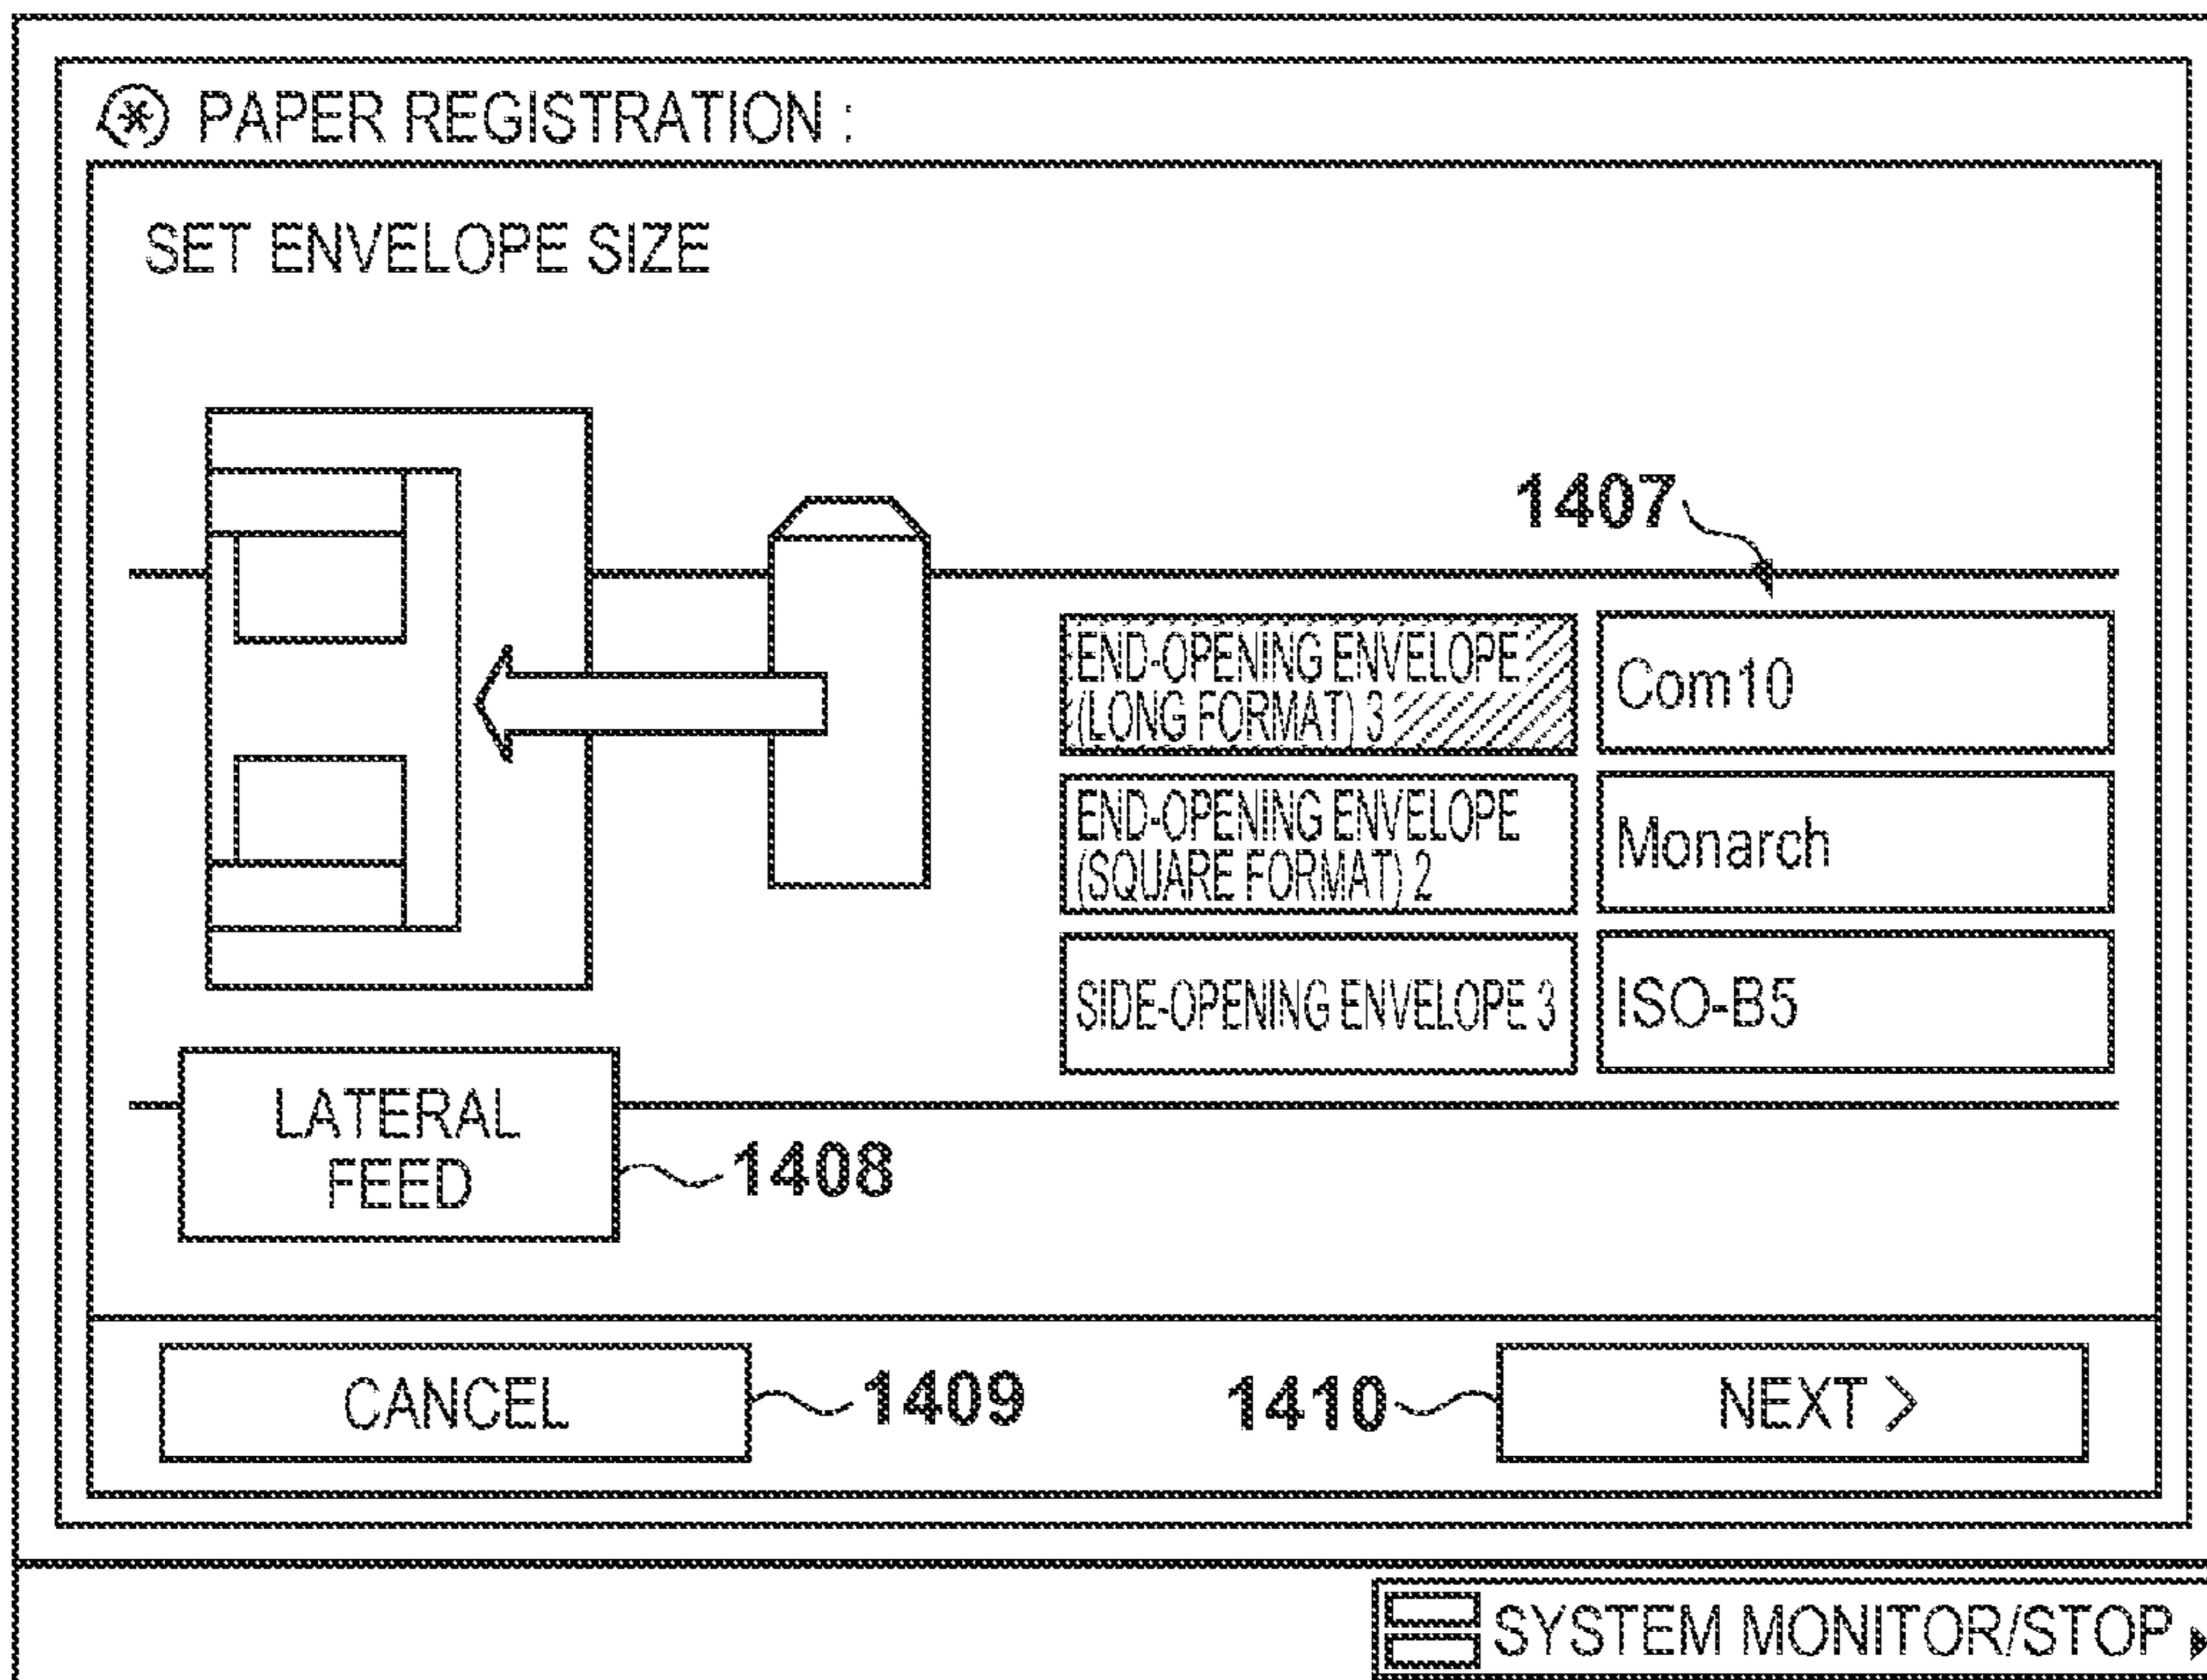 PAPER REGISTRATION :
SET ENVELOPE SIZE
1407
END-OPENING ENVELOPE
(LONG FORMAT) 3
Com10
END-OPENING ENVELOPE
(SQUARE FORMAT) 2
Monarch
SIDE-OPENING ENVELOPE 3
ISO-B5
LATERAL
FEED
1408
CANCEL
1409
1410
NEXT >
SYSTEM MONITOR/STOP